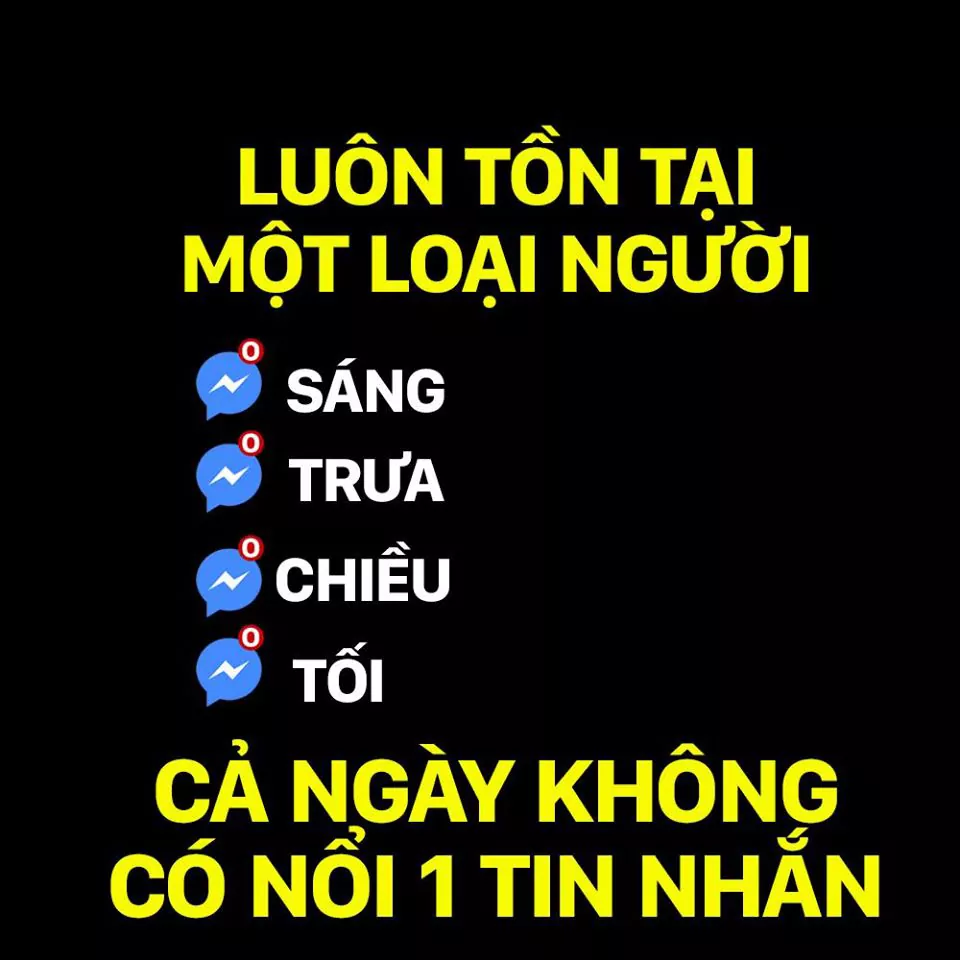 LUÔN TỒN TẠI
MỘT LOẠI NGƯỜI
0
SÁNG
0
TRƯA
0
CHIỀU
0
TỐI
CẢ NGÀY KHÔNG
CÓ NỔI 1 TIN NHẮN